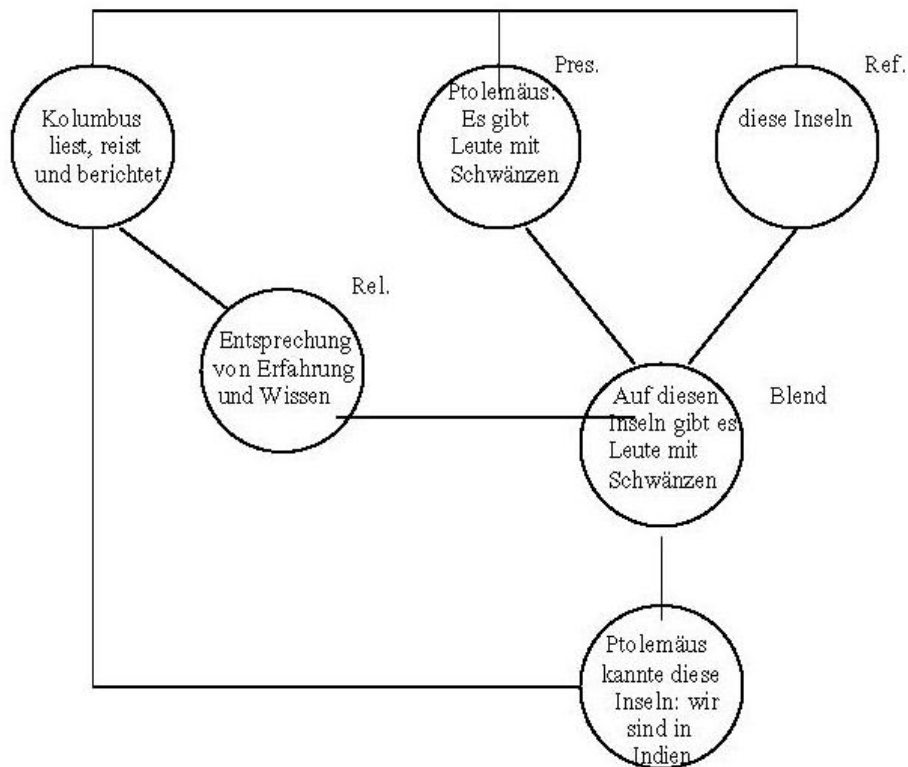 Pres.
Ref.
Kolumbus
liest, reist
und berichtet
Ptolemäus:
Es gibt
Leute mit
Schwänzen
diese Inseln
Rel.
Entsprechung
von Erfahrung
und Wissen
Auf diesen
Inseln gibt es
Leute mit
Schwänzen
Blend
Ptolemäus
kannte diese
Inseln: wir
sind in
Indien